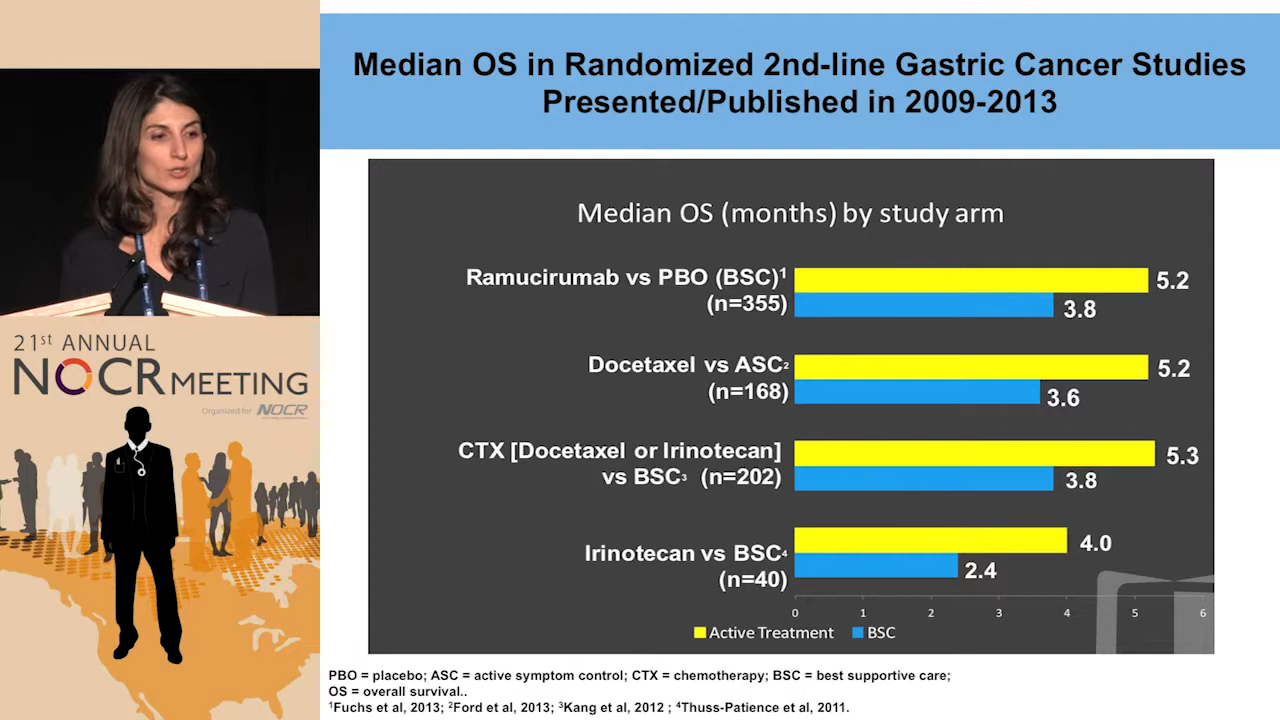 Median OS in Randomized 2nd-line Gastric Cancer Studies
Presented/Published in 2009-2013
Median OS (months) by study arm
Ramucirumab vs PBO (BSC)¹
(n=355)
5.2
3.8
Docetaxel vs ASC²
(n=168)
5.2
3.6
CTX [Docetaxel or Irinotecan]
vs BSC³ (n=202)
5.3
3.8
Irinotecan vs BSC⁴
(n=40)
4.0
2.4
0 1 2 3 4 5 6
Active Treatment BSC
PBO = placebo; ASC = active symptom control; CTX = chemotherapy; BSC = best supportive care;
OS = overall survival..
¹Fuchs et al, 2013; ²Ford et al, 2013; ³Kang et al, 2012 ; ⁴Thuss-Patience et al, 2011.
21st ANNUAL
NOCR MEETING
Organized for NOCR